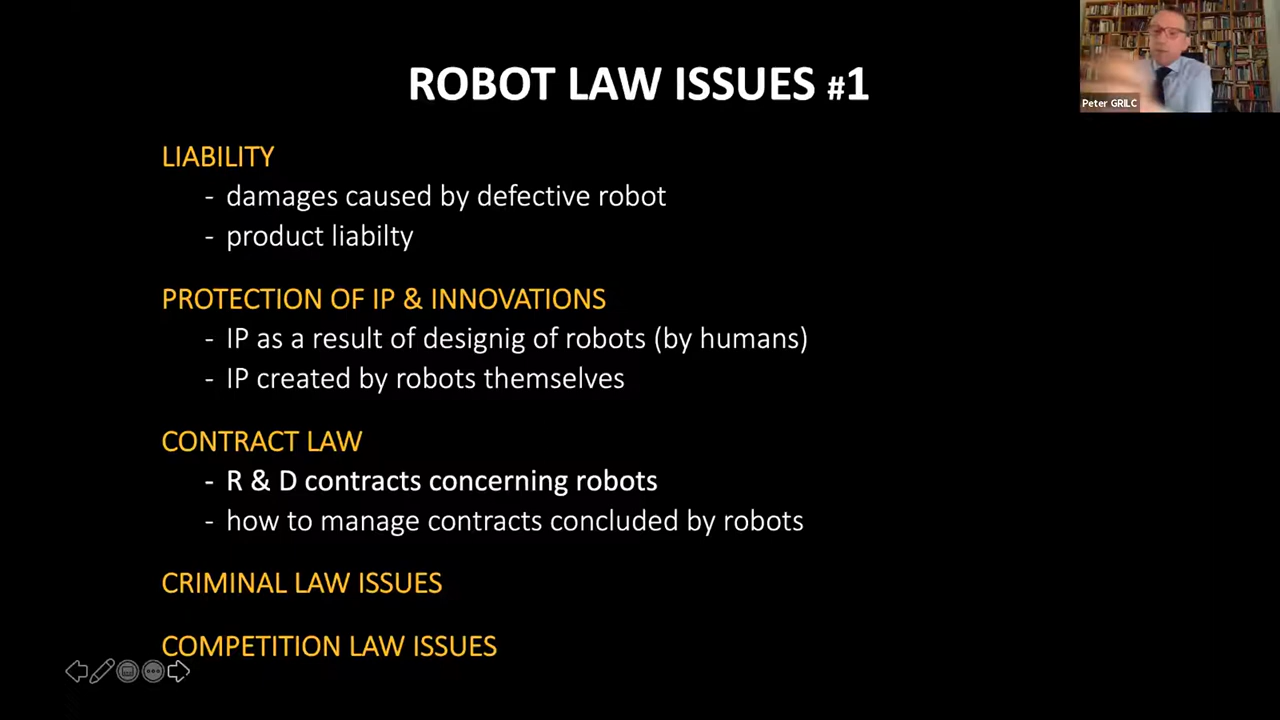 ROBOT LAW ISSUES #1
Peter GRILC
LIABILITY
- damages caused by defective robot
- product liabilty
PROTECTION OF IP & INNOVATIONS
- IP as a result of designig of robots (by humans)
- IP created by robots themselves
CONTRACT LAW
- R & D contracts concerning robots
- how to manage contracts concluded by robots
CRIMINAL LAW ISSUES
COMPETITION LAW ISSUES